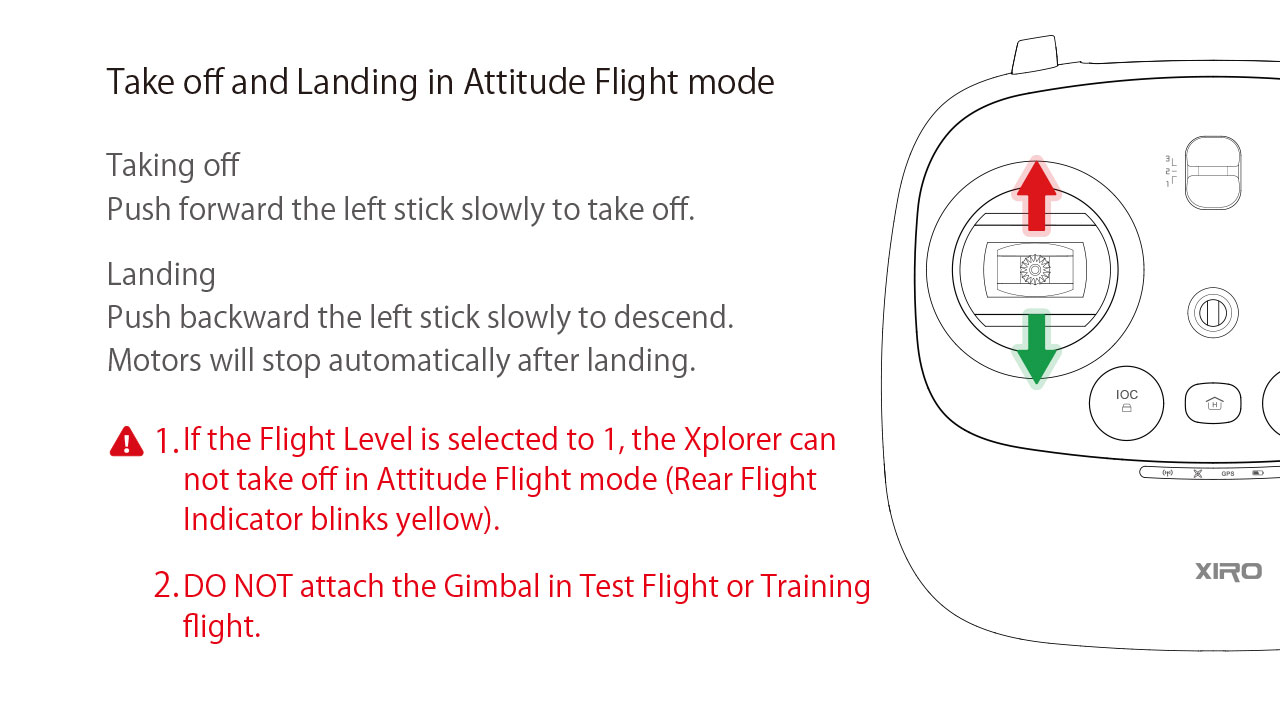 Take off and Landing in Attitude Flight mode
Taking off
Push forward the left stick slowly to take off.
Landing
Push backward the left stick slowly to descend.
Motors will stop automatically after landing.
1. If the Flight Level is selected to 1, the Xplorer can
not take off in Attitude Flight mode (Rear Flight
Indicator blinks yellow).
2. DO NOT attach the Gimbal in Test Flight or Training
flight.
3
2
1
IOC
H
GPS
XIRO